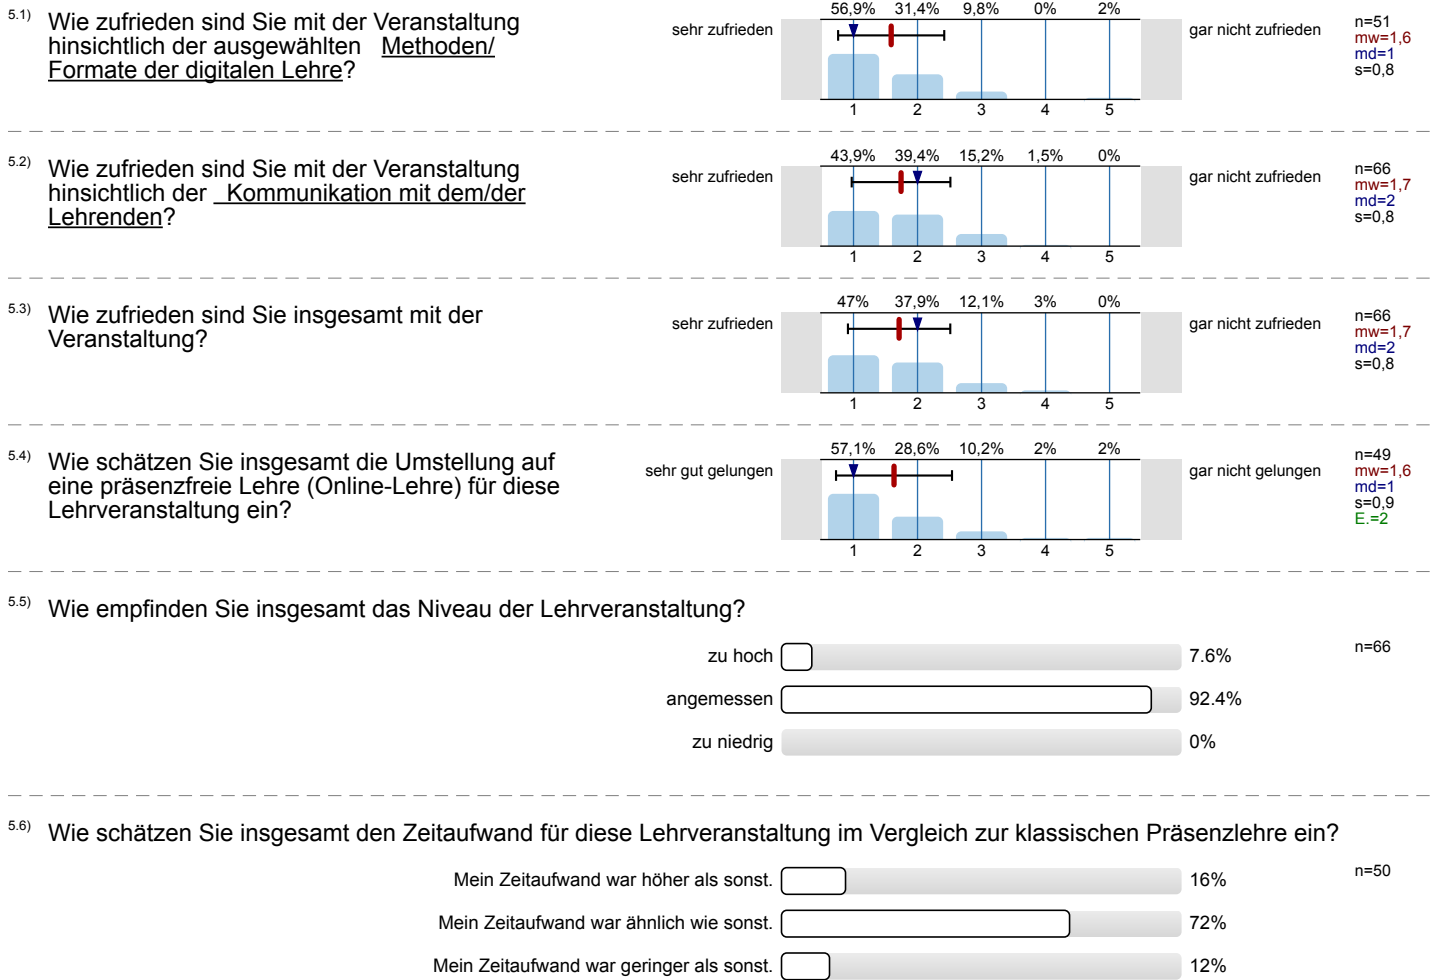 5.1) Wie zufrieden sind Sie mit der Veranstaltung
hinsichtlich der ausgewählten Methoden/
Formate der digitalen Lehre?
sehr zufrieden
56,9% 31,4% 9,8% 0% 2%
1 2 3 4 5
gar nicht zufrieden
n=51
mw=1,6
md=1
s=0,8
5.2) Wie zufrieden sind Sie mit der Veranstaltung
hinsichtlich der Kommunikation mit dem/der
Lehrenden?
sehr zufrieden
43,9% 39,4% 15,2% 1,5% 0%
1 2 3 4 5
gar nicht zufrieden
n=66
mw=1,7
md=2
s=0,8
5.3) Wie zufrieden sind Sie insgesamt mit der
Veranstaltung?
sehr zufrieden
47% 37,9% 12,1% 3% 0%
1 2 3 4 5
gar nicht zufrieden
n=66
mw=1,7
md=2
s=0,8
5.4) Wie schätzen Sie insgesamt die Umstellung auf
eine präsenzfreie Lehre (Online-Lehre) für diese
Lehrveranstaltung ein?
sehr gut gelungen
57,1% 28,6% 10,2% 2% 2%
1 2 3 4 5
gar nicht gelungen
n=49
mw=1,6
md=1
s=0,9
E.=2
5.5) Wie empfinden Sie insgesamt das Niveau der Lehrveranstaltung?
zu hoch 7.6% n=66
angemessen 92.4%
zu niedrig 0%
5.6) Wie schätzen Sie insgesamt den Zeitaufwand für diese Lehrveranstaltung im Vergleich zur klassischen Präsenzlehre ein?
Mein Zeitaufwand war höher als sonst. 16% n=50
Mein Zeitaufwand war ähnlich wie sonst. 72%
Mein Zeitaufwand war geringer als sonst. 12%